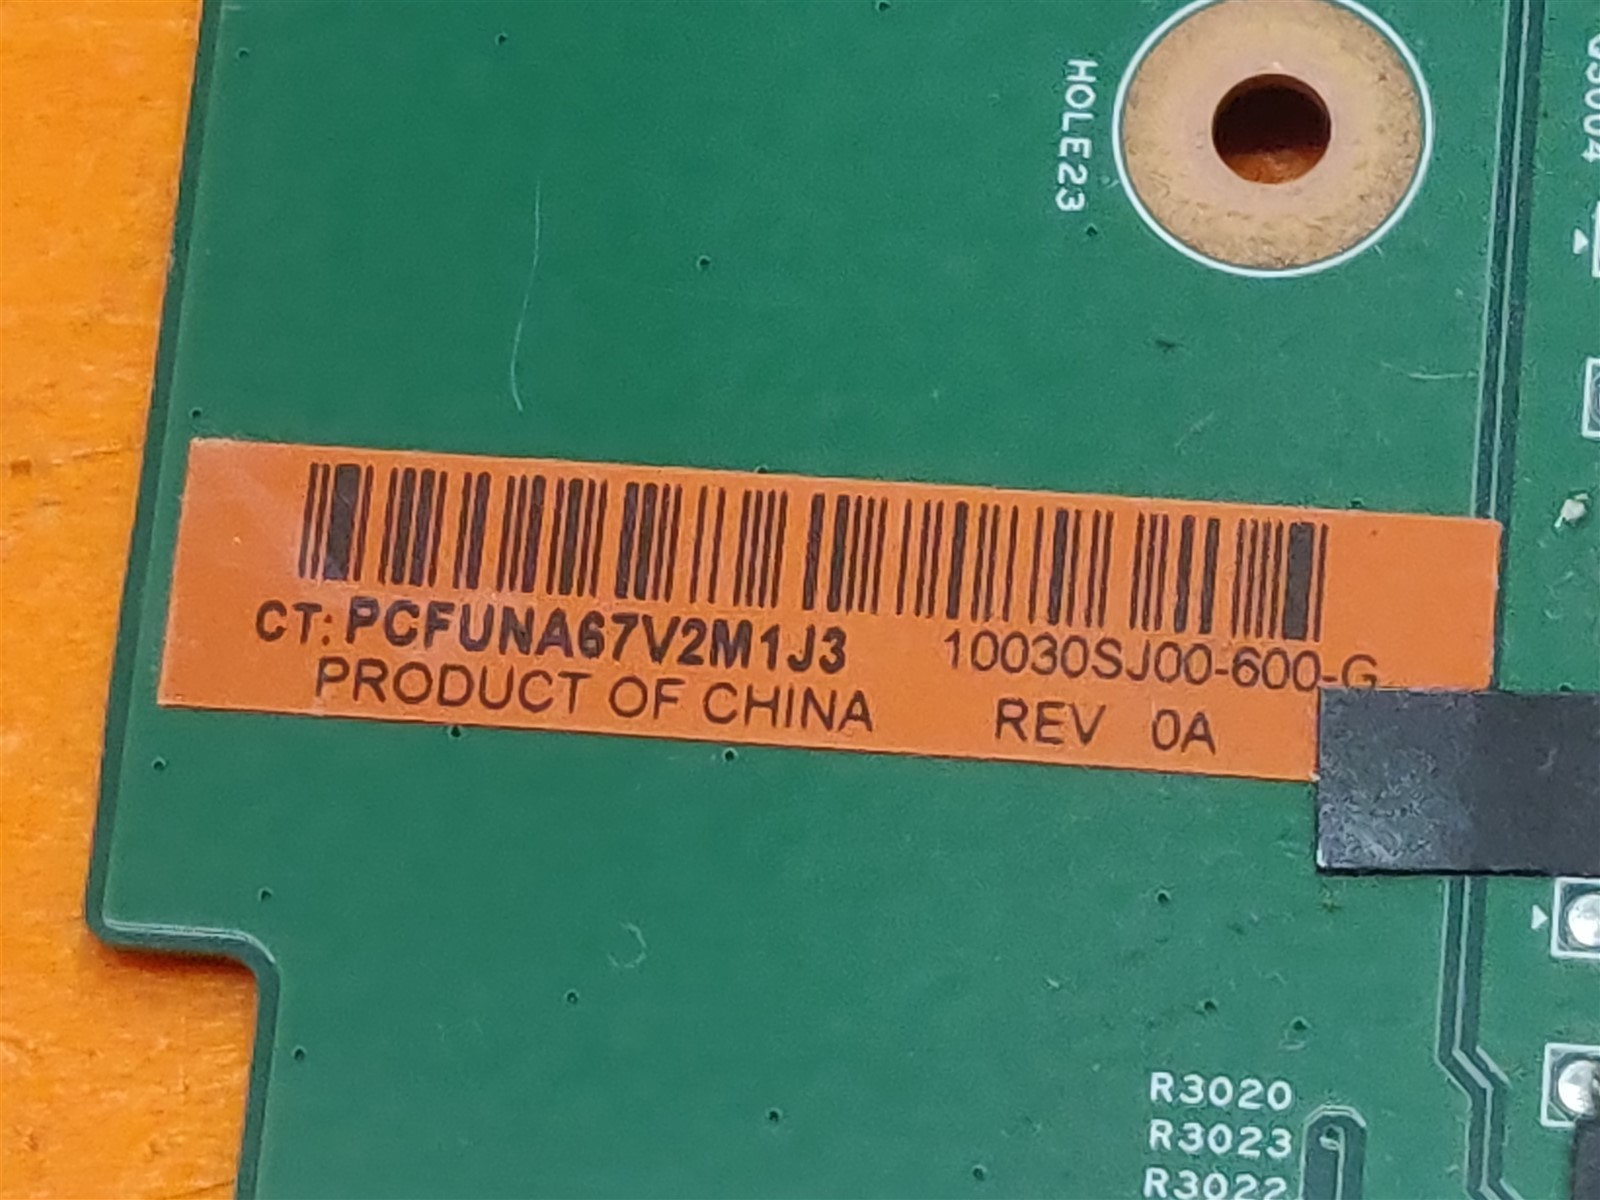 HOLE23
CT: PCFUNA67V2M1J3 10030SJ00-600-G
PRODUCT OF CHINA REV 0A
R3020
R3023
R3022